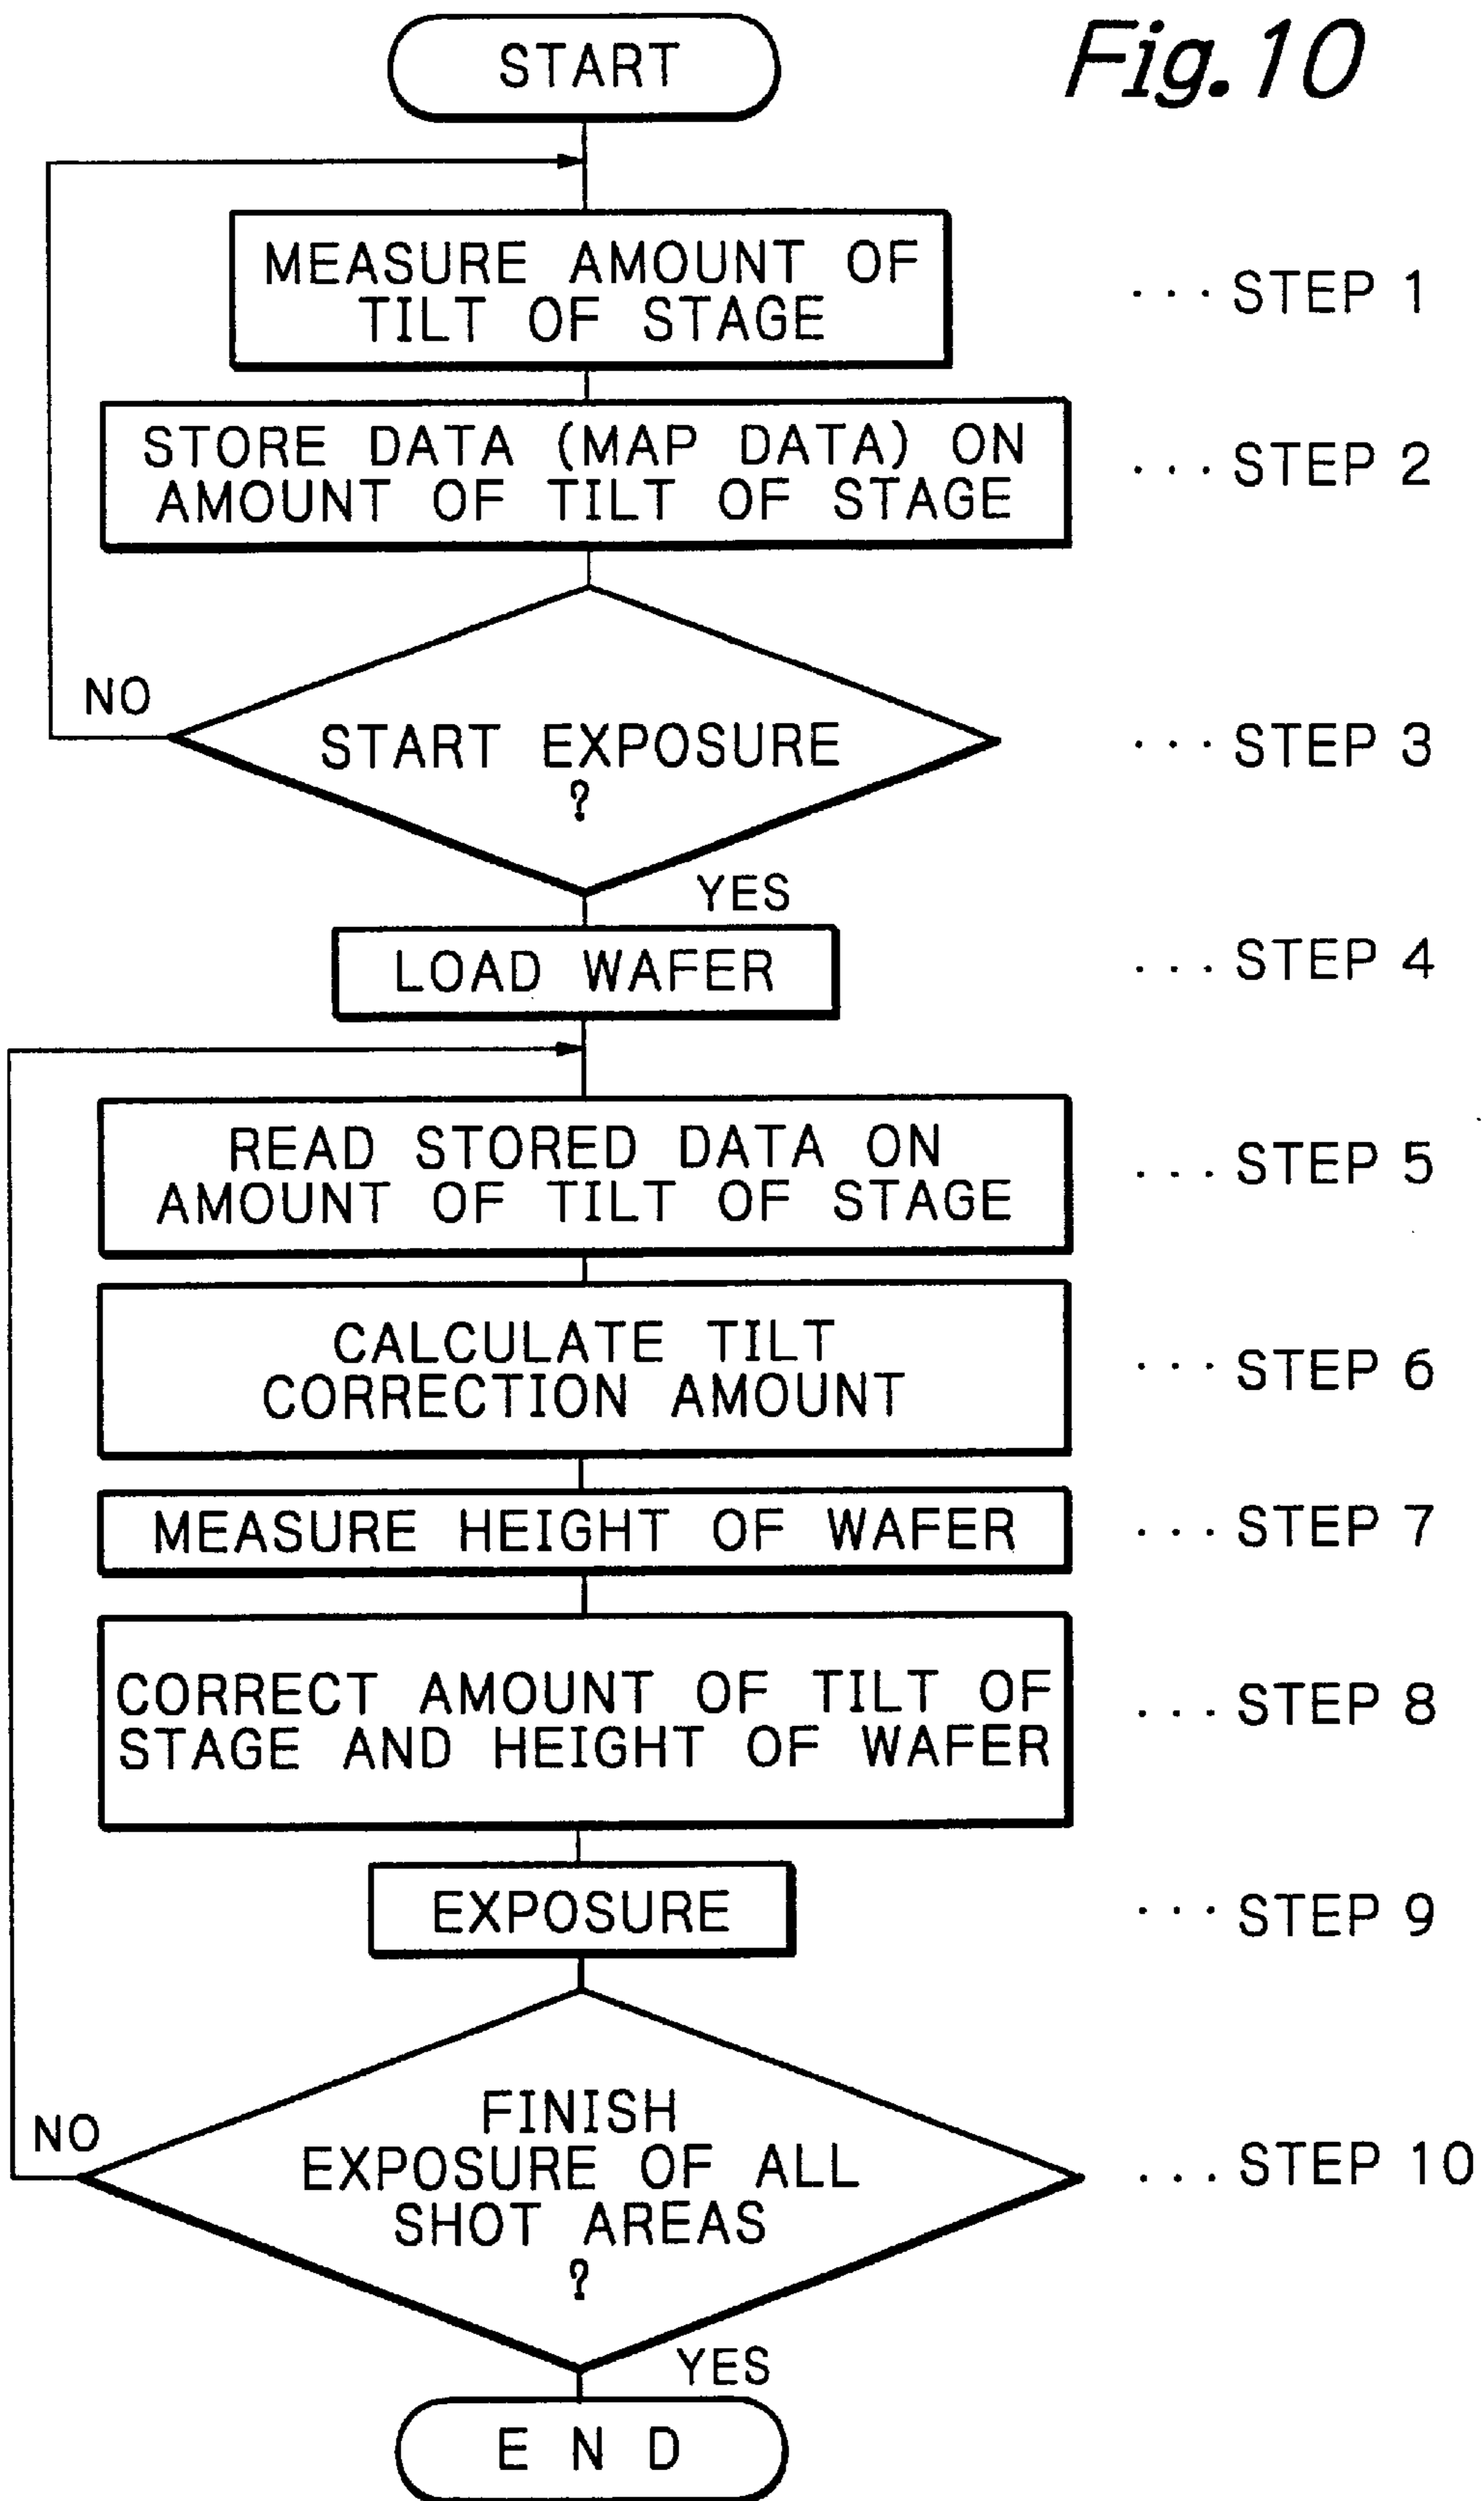 START
Fig.10
MEASURE AMOUNT OF
TILT OF STAGE
... STEP 1
STORE DATA (MAP DATA) ON
AMOUNT OF TILT OF STAGE
... STEP 2
NO
START EXPOSURE
?
... STEP 3
YES
LOAD WAFER
... STEP 4
READ STORED DATA ON
AMOUNT OF TILT OF STAGE
... STEP 5
CALCULATE TILT
CORRECTION AMOUNT
... STEP 6
MEASURE HEIGHT OF WAFER
... STEP 7
CORRECT AMOUNT OF TILT OF
STAGE AND HEIGHT OF WAFER
... STEP 8
EXPOSURE
... STEP 9
NO
FINISH
EXPOSURE OF ALL
SHOT AREAS
?
... STEP 10
YES
E N D